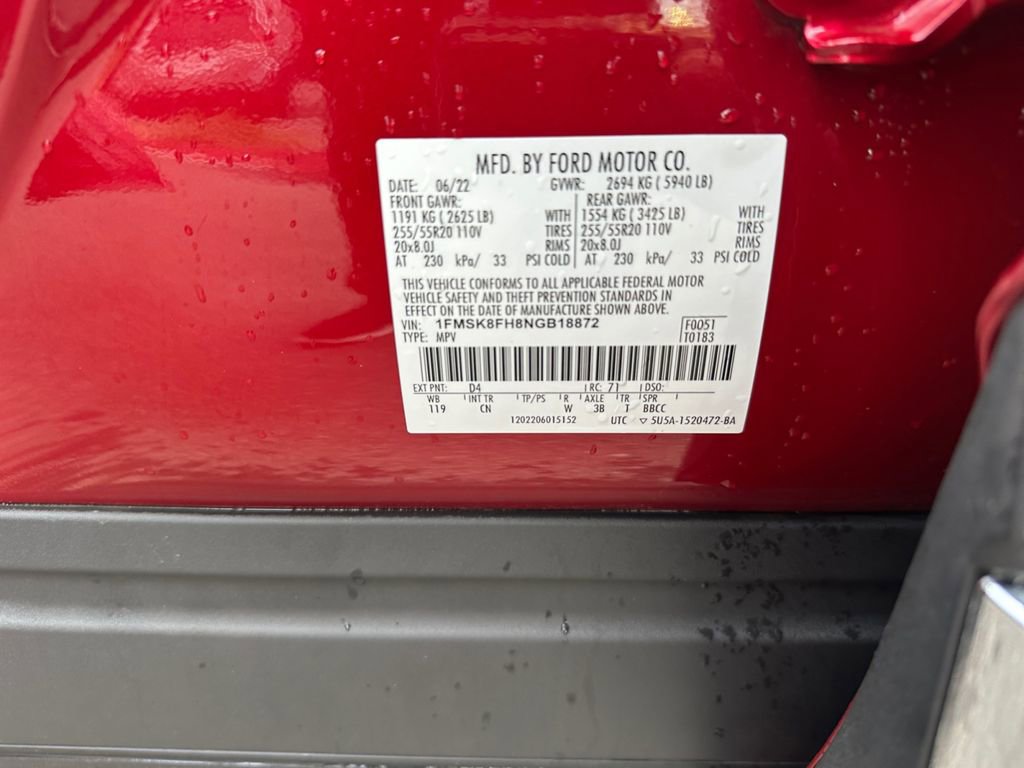 MFD. BY FORD MOTOR CO.
DATE: 06/22 GVWR: 2694 KG ( 5940 LB)
FRONT GAWR: REAR GAWR:
1191 KG ( 2625 LB) WITH 1554 KG ( 3425 LB) WITH
255/55R20 110V TIRES 255/55R20 110V TIRES
20x8.0J RIMS 20x8.0J RIMS
AT 230 kPa/ 33 PSI COLD AT 230 kPa/ 33 PSI COLD
THIS VEHICLE CONFORMS TO ALL APPLICABLE FEDERAL MOTOR
VEHICLE SAFETY AND THEFT PREVENTION STANDARDS IN
EFFECT ON THE DATE OF MANUFACTURE SHOWN ABOVE.
VIN: 1FMSK8FH8NGB18872 F0051
TYPE: MPV T0183
EXT PNT: D4 RC: 71 DSO:
WB INT TR TP/PS R AXLE TR SPR
119 CN W 3B T BBCC
1202206015152 UTC ▽ 5U5A-1520472-BA